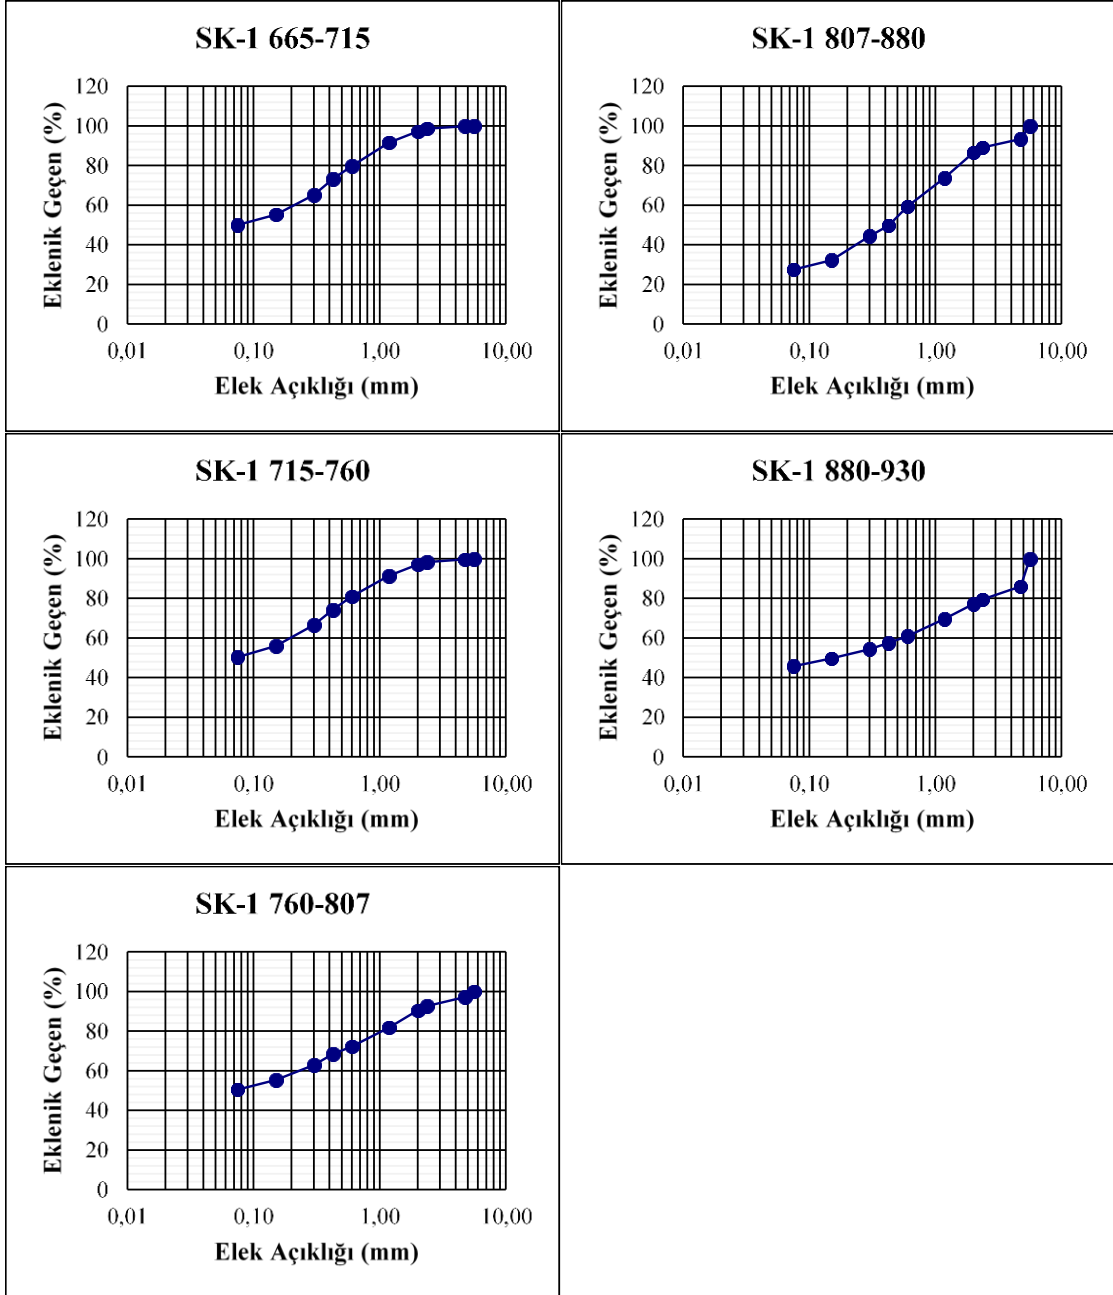 SK-1 665-715
120
100
80
60
40
20
0
0,01 0,10 1,00 10,00
Eklenik Geçen (%)
Elek Açıklığı (mm)
SK-1 807-880
120
100
80
60
40
20
0
0,01 0,10 1,00 10,00
Eklenik Geçen (%)
Elek Açıklığı (mm)
SK-1 715-760
120
100
80
60
40
20
0
0,01 0,10 1,00 10,00
Eklenik Geçen (%)
Elek Açıklığı (mm)
SK-1 880-930
120
100
80
60
40
20
0
0,01 0,10 1,00 10,00
Eklenik Geçen (%)
Elek Açıklığı (mm)
SK-1 760-807
120
100
80
60
40
20
0
0,01 0,10 1,00 10,00
Eklenik Geçen (%)
Elek Açıklığı (mm)